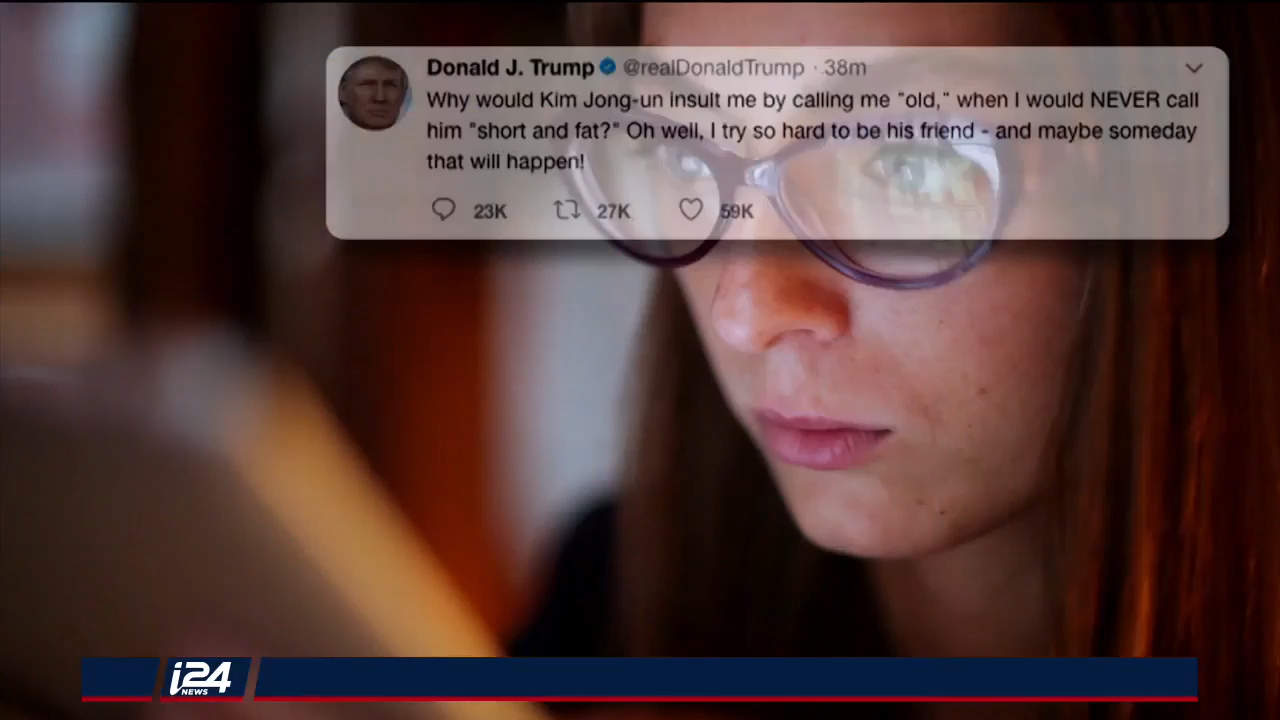 Donald J. Trump @realDonaldTrump · 38m
Why would Kim Jong-un insult me by calling me "old," when I would NEVER call
him "short and fat?" Oh well, I try so hard to be his friend - and maybe someday
that will happen!
23K 27K 59K
i24
NEWS